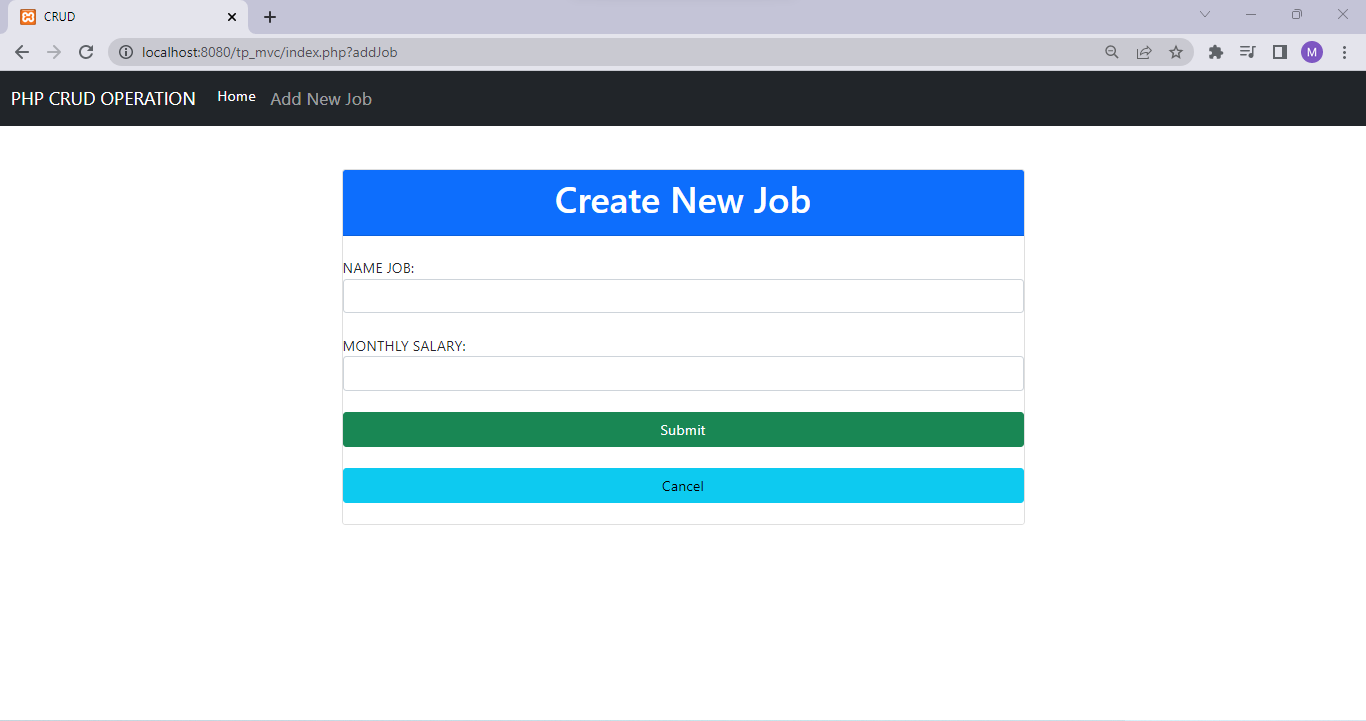 CRUD
localhost:8080/tp_mvc/index.php?addJob
M
PHP CRUD OPERATION Home Add New Job
Create New Job
NAME JOB:
MONTHLY SALARY:
Submit
Cancel